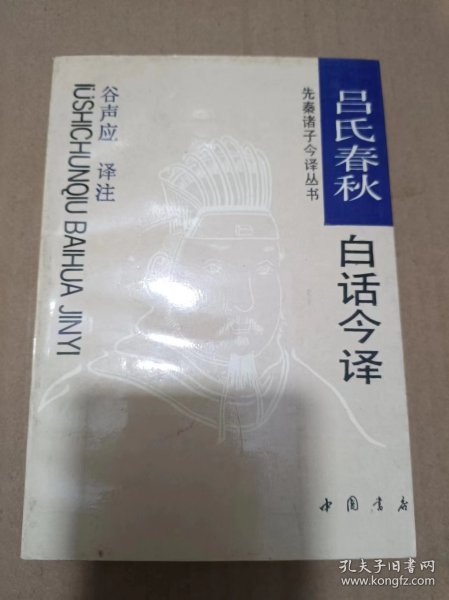 吕氏春秋
白话今译
先秦诸子今译丛书
谷声应 译注
LÜSHICHUNQIU BAIHUA JINYI
中国书店
孔夫子旧书网
www.kongfz.com